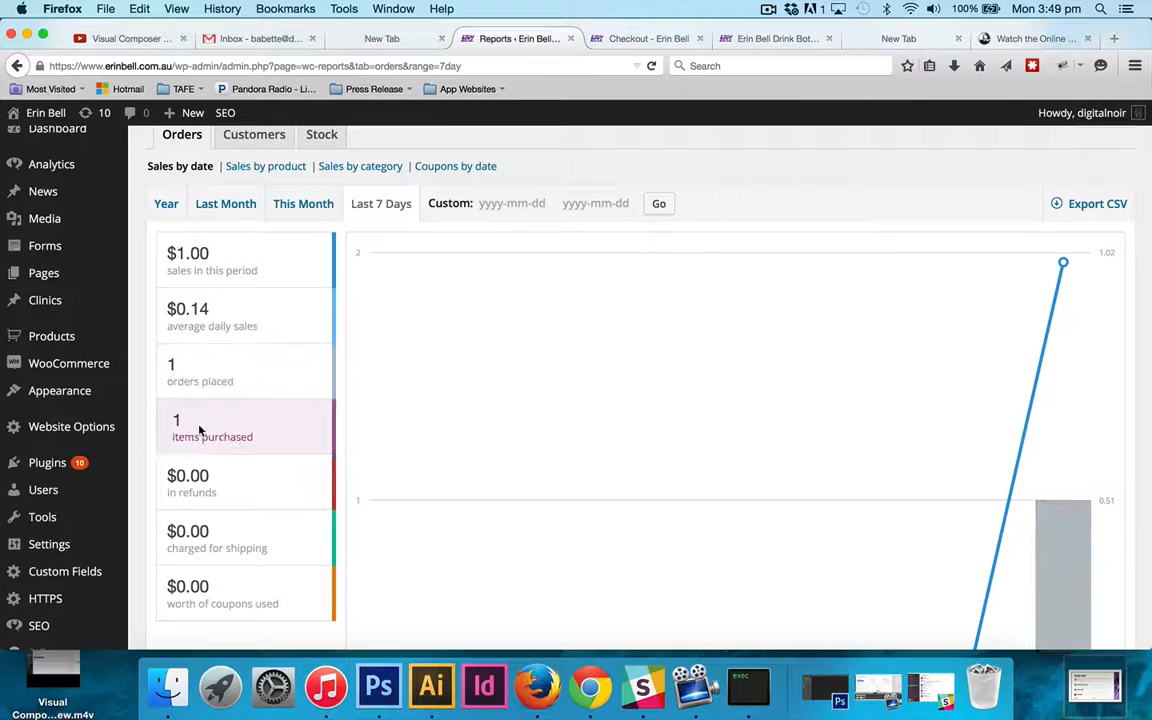 Firefox File Edit View History Bookmarks Tools Window Help 1 100% Mon 3:49 pm
Visual Composer ... Inbox - babette@d... New Tab Reports ‹ Erin Bell... Checkout - Erin Bell Erin Bell Drink Bot... New Tab Watch the Online ...
https://www.erinbell.com.au/wp-admin/admin.php?page=wc-reports&tab=orders&range=7day Search
Most Visited Hotmail TAFE Pandora Radio - Li... Press Release App Websites
Erin Bell 10 0 New SEO Howdy, digitalnoir
Dashboard
Analytics
News
Media
Forms
Pages
Clinics
Products
WooCommerce
Appearance
Website Options
Plugins 10
Users
Tools
Settings
Custom Fields
HTTPS
SEO
Orders Customers Stock
Sales by date | Sales by product | Sales by category | Coupons by date
Year Last Month This Month Last 7 Days Custom: yyyy-mm-dd yyyy-mm-dd Go Export CSV
$1.00
sales in this period
$0.14
average daily sales
1
orders placed
1
items purchased
$0.00
in refunds
$0.00
charged for shipping
$0.00
worth of coupons used
2 1.02
1 0.51
Visual
Compo...ew.m4v
Ps Ai Id exec